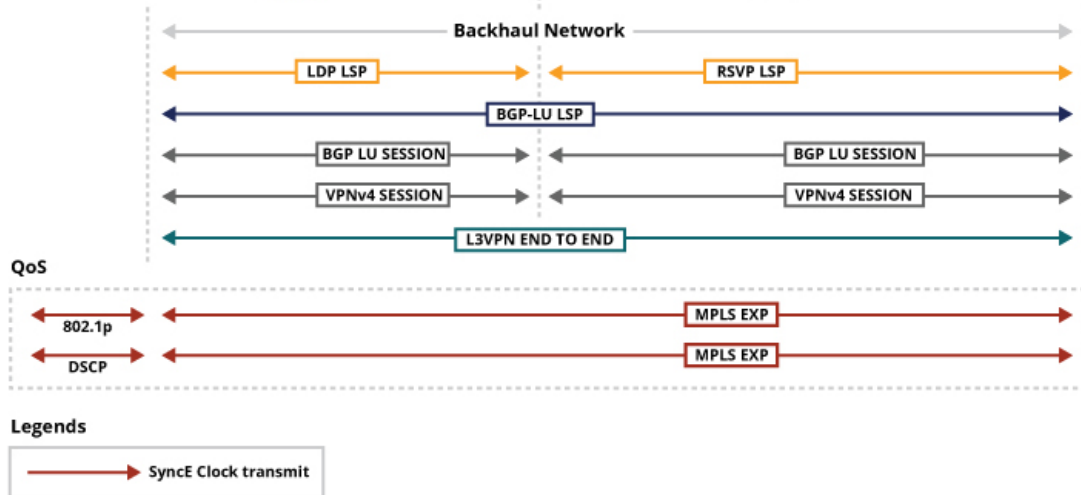 Backhaul Network
LDP LSP RSVP LSP
BGP-LU LSP
BGP LU SESSION BGP LU SESSION
VPNv4 SESSION VPNv4 SESSION
L3VPN END TO END
QoS
802.1p MPLS EXP
DSCP MPLS EXP
Legends
SyncE Clock transmit